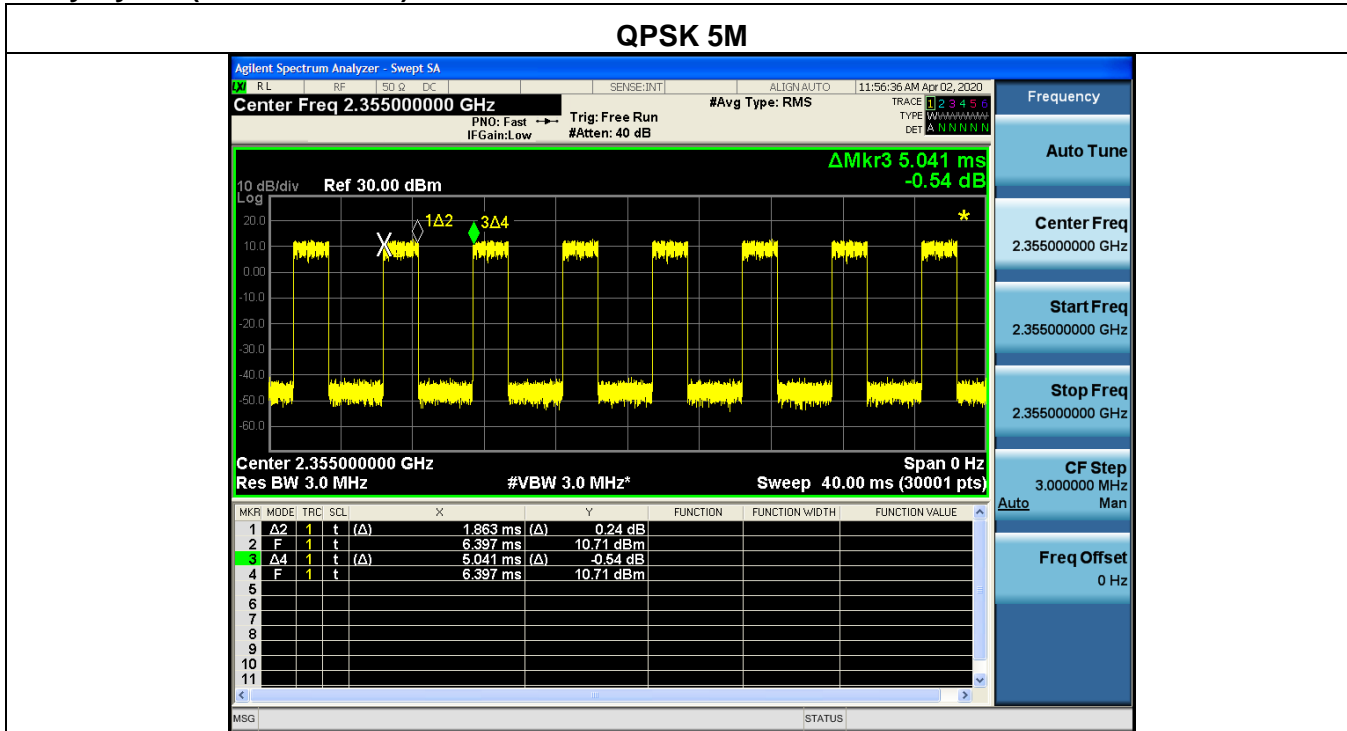 QPSK 5M
Agilent Spectrum Analyzer - Swept SA
LXI RL RF 50 Ω DC SENSE:INT ALIGN AUTO 11:56:36 AM Apr 02, 2020
Center Freq 2.355000000 GHz
PNO: Fast
IFGain:Low
Trig: Free Run
#Atten: 40 dB
#Avg Type: RMS
TRACE 1 2 3 4 5 6
TYPE WWWWWW
DET A N N N N N
ΔMkr3 5.041 ms
-0.54 dB
10 dB/div Ref 30.00 dBm
Log
20.0
10.0
0.00
-10.0
-20.0
-30.0
-40.0
-50.0
-60.0
X 1Δ2 3Δ4 *
Center 2.355000000 GHz Span 0 Hz
Res BW 3.0 MHz #VBW 3.0 MHz* Sweep 40.00 ms (30001 pts)
MKR MODE TRC SCL X Y FUNCTION FUNCTION WIDTH FUNCTION VALUE
1 Δ2 1 t (Δ) 1.863 ms (Δ) 0.24 dB
2 F 1 t 6.397 ms 10.71 dBm
3 Δ4 1 t (Δ) 5.041 ms (Δ) -0.54 dB
4 F 1 t 6.397 ms 10.71 dBm
5
6
7
8
9
10
11
MSG STATUS
Frequency
Auto Tune
Center Freq
2.355000000 GHz
Start Freq
2.355000000 GHz
Stop Freq
2.355000000 GHz
CF Step
3.000000 MHz
Auto Man
Freq Offset
0 Hz